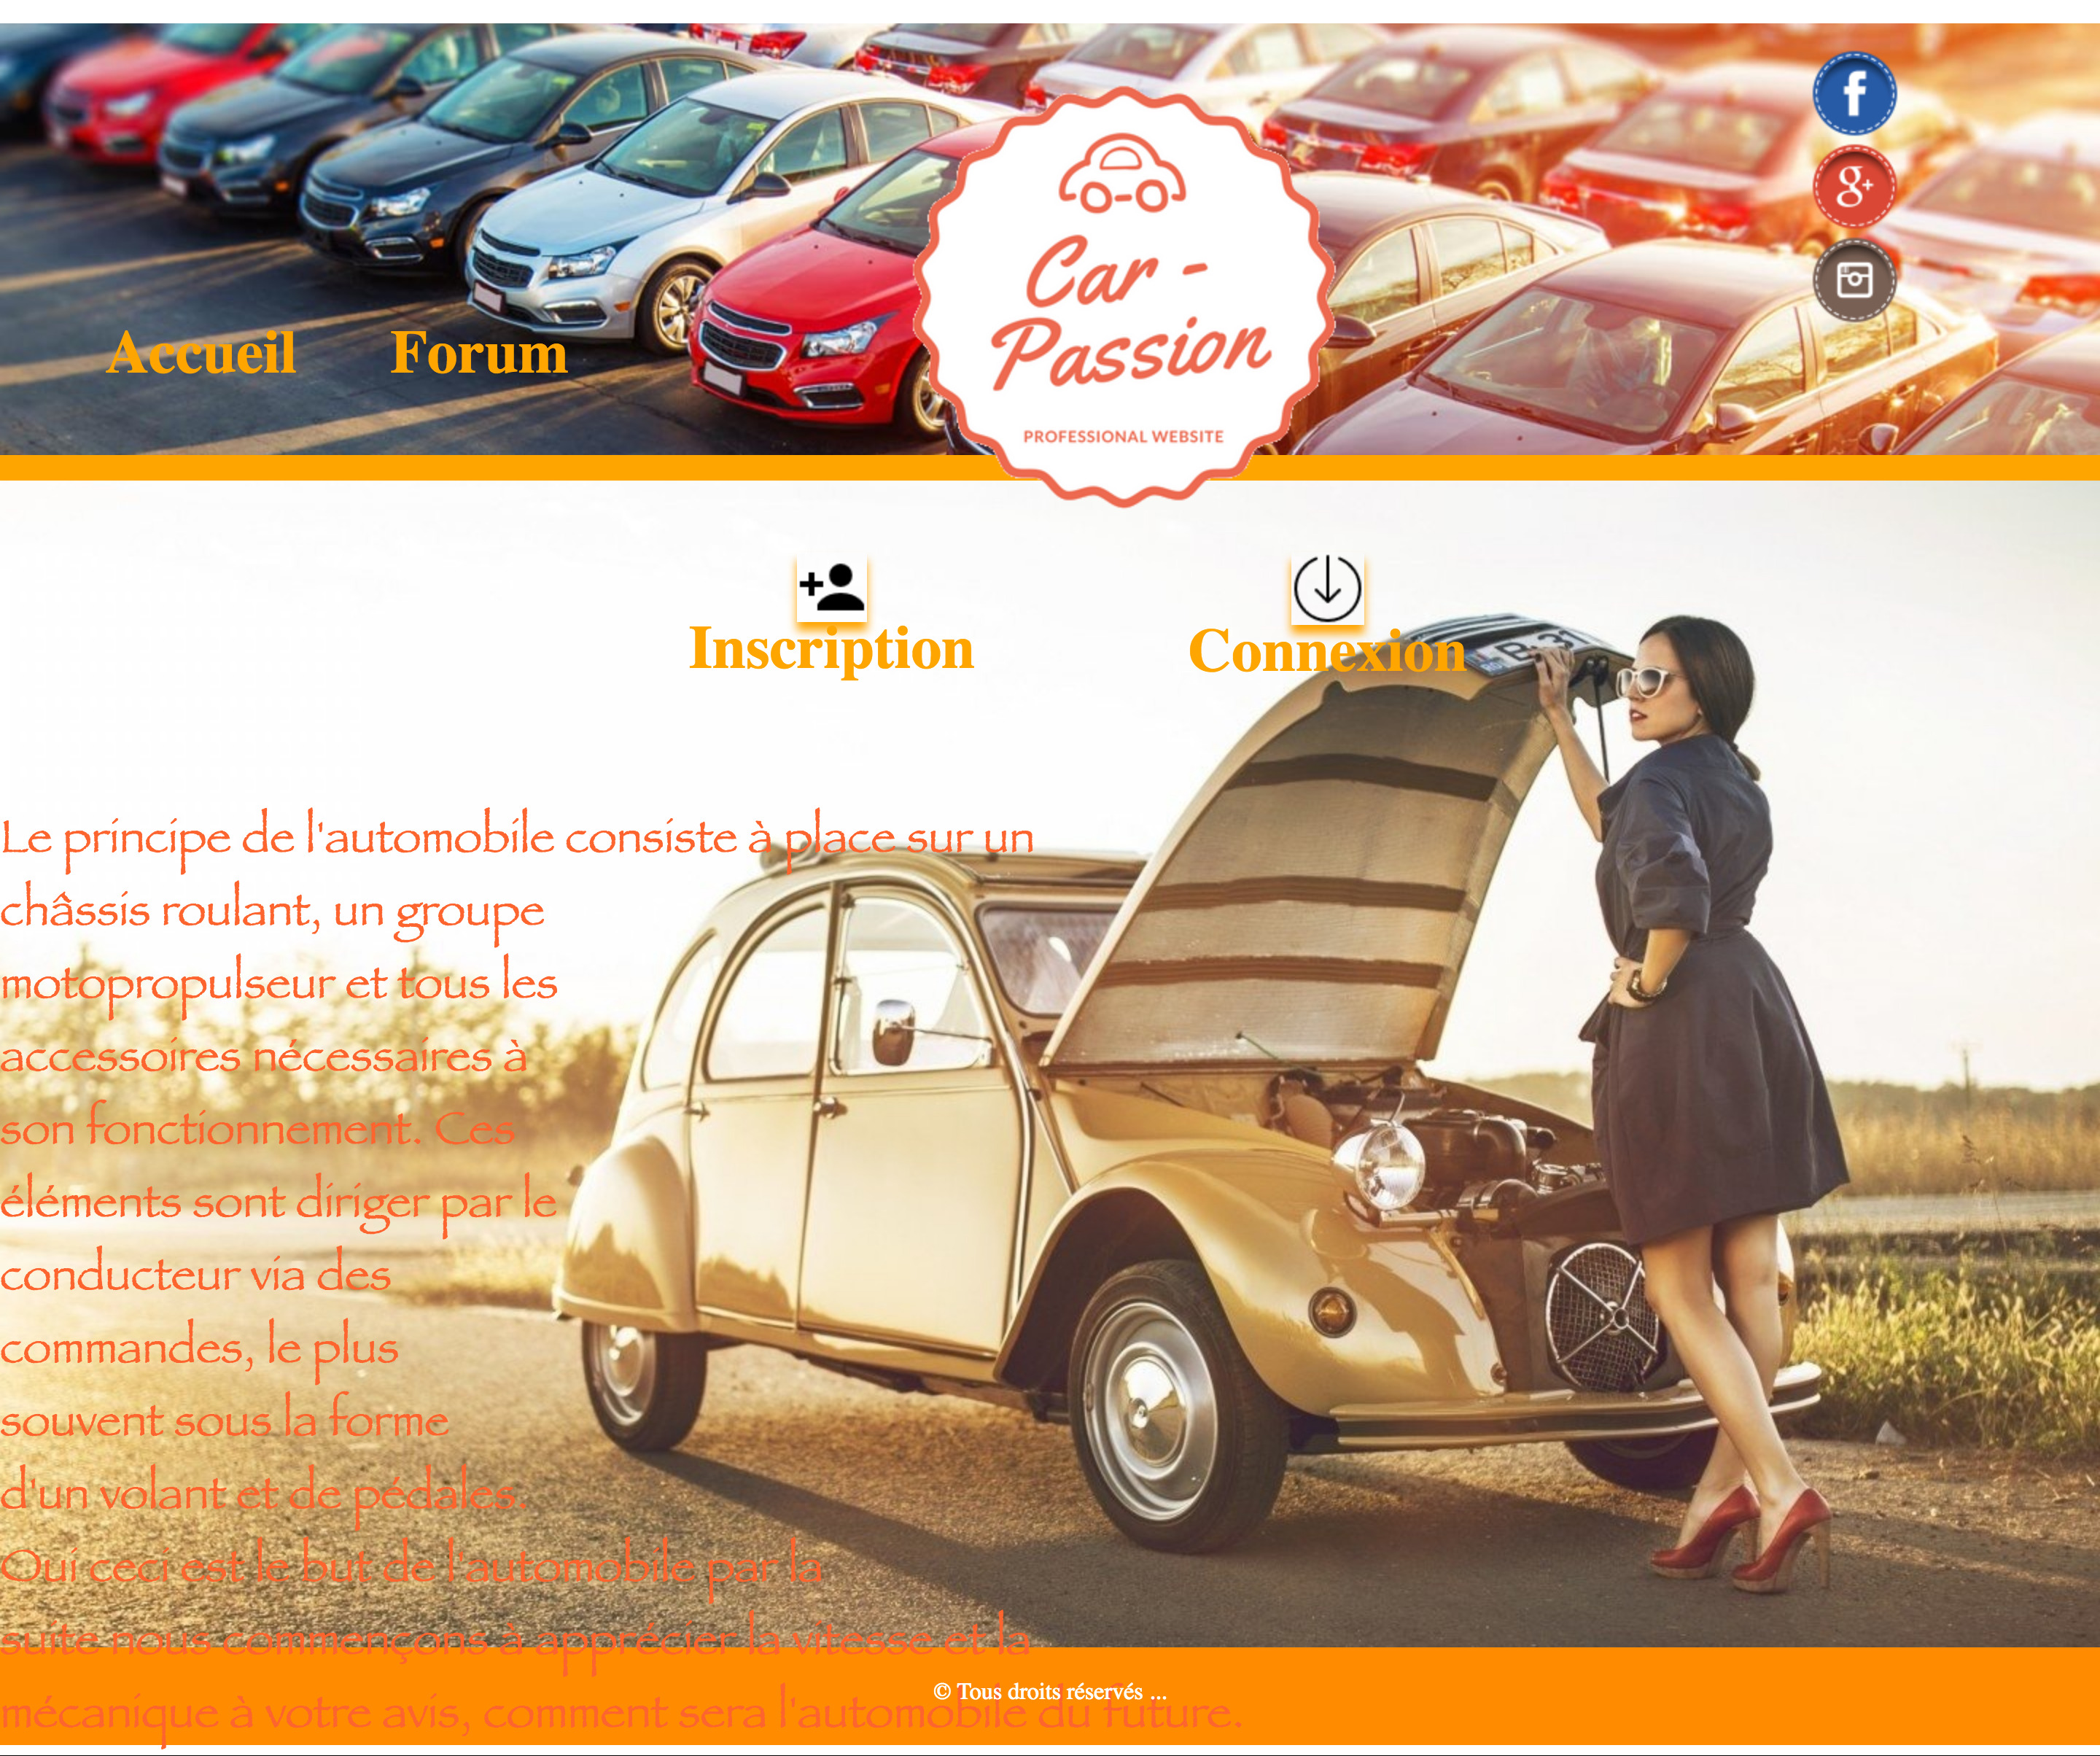 Accueil
Forum
Car -
Passion
PROFESSIONAL WEBSITE
f
g+
Inscription
Connexion
B·31
Le principe de l'automobile consiste à place sur un
châssis roulant, un groupe
motopropulseur et tous les
accessoires nécessaires à
son fonctionnement. Ces
éléments sont diriger par le
conducteur via des
commandes, le plus
souvent sous la forme
d'un volant et de pédales.
Oui ceci est le but de l'automobile par la
suite nous commençons à apprécier la vitesse et la
mécanique à votre avis, comment sera l'automobile du future.
© Tous droits réservés ...